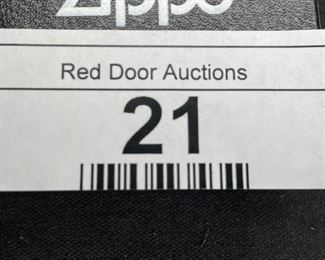 Zippo
Red Door Auctions
21